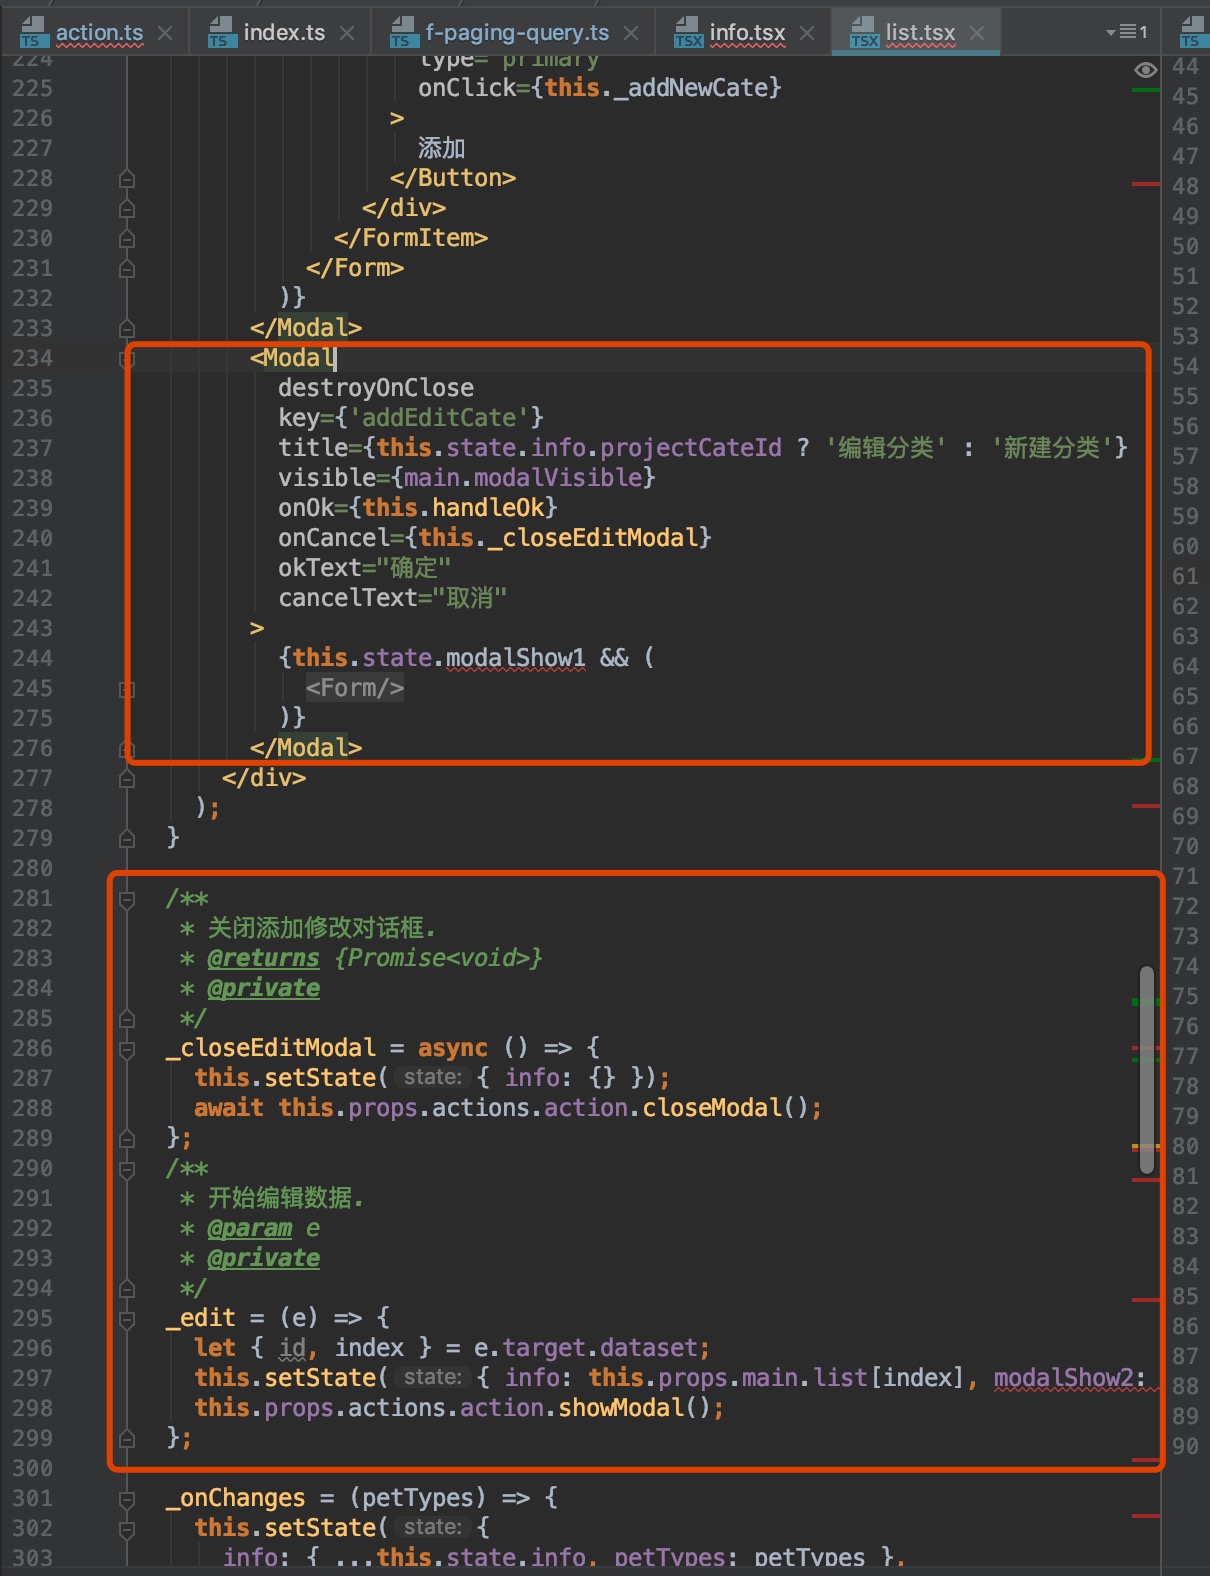 action.ts index.ts f-paging-query.ts info.tsx list.tsx 1
224 type="primary"
225 onClick={this._addNewCate}
226 >
227 添加
228 </Button>
229 </div>
230 </FormItem>
231 </Form>
232 )}
233 </Modal>
234 <Modal
235 destroyOnClose
236 key={'addEditCate'}
237 title={this.state.info.projectCateId ? '编辑分类' : '新建分类'}
238 visible={main.modalVisible}
239 onOk={this.handleOk}
240 onCancel={this._closeEditModal}
241 okText="确定"
242 cancelText="取消"
243 >
244 {this.state.modalShow1 && (
245 <Form/>
275 )}
276 </Modal>
277 </div>
278 );
279 }
280
281 /**
282 * 关闭添加修改对话框.
283 * @returns {Promise<void>}
284 * @private
285 */
286 _closeEditModal = async () => {
287 this.setState( state: { info: {} });
288 await this.props.actions.action.closeModal();
289 };
290 /**
291 * 开始编辑数据.
292 * @param e
293 * @private
294 */
295 _edit = (e) => {
296 let { id, index } = e.target.dataset;
297 this.setState( state: { info: this.props.main.list[index], modalShow2:
298 this.props.actions.action.showModal();
299 };
300
301 _onChanges = (petTypes) => {
302 this.setState( state: {
303 info: { ...this.state.info, petTypes: petTypes },
TS
44
45
46
47
48
49
50
51
52
53
54
55
56
57
58
59
60
61
62
63
64
65
66
67
68
69
70
71
72
73
74
75
76
77
78
79
80
81
82
83
84
85
86
87
88
89
90